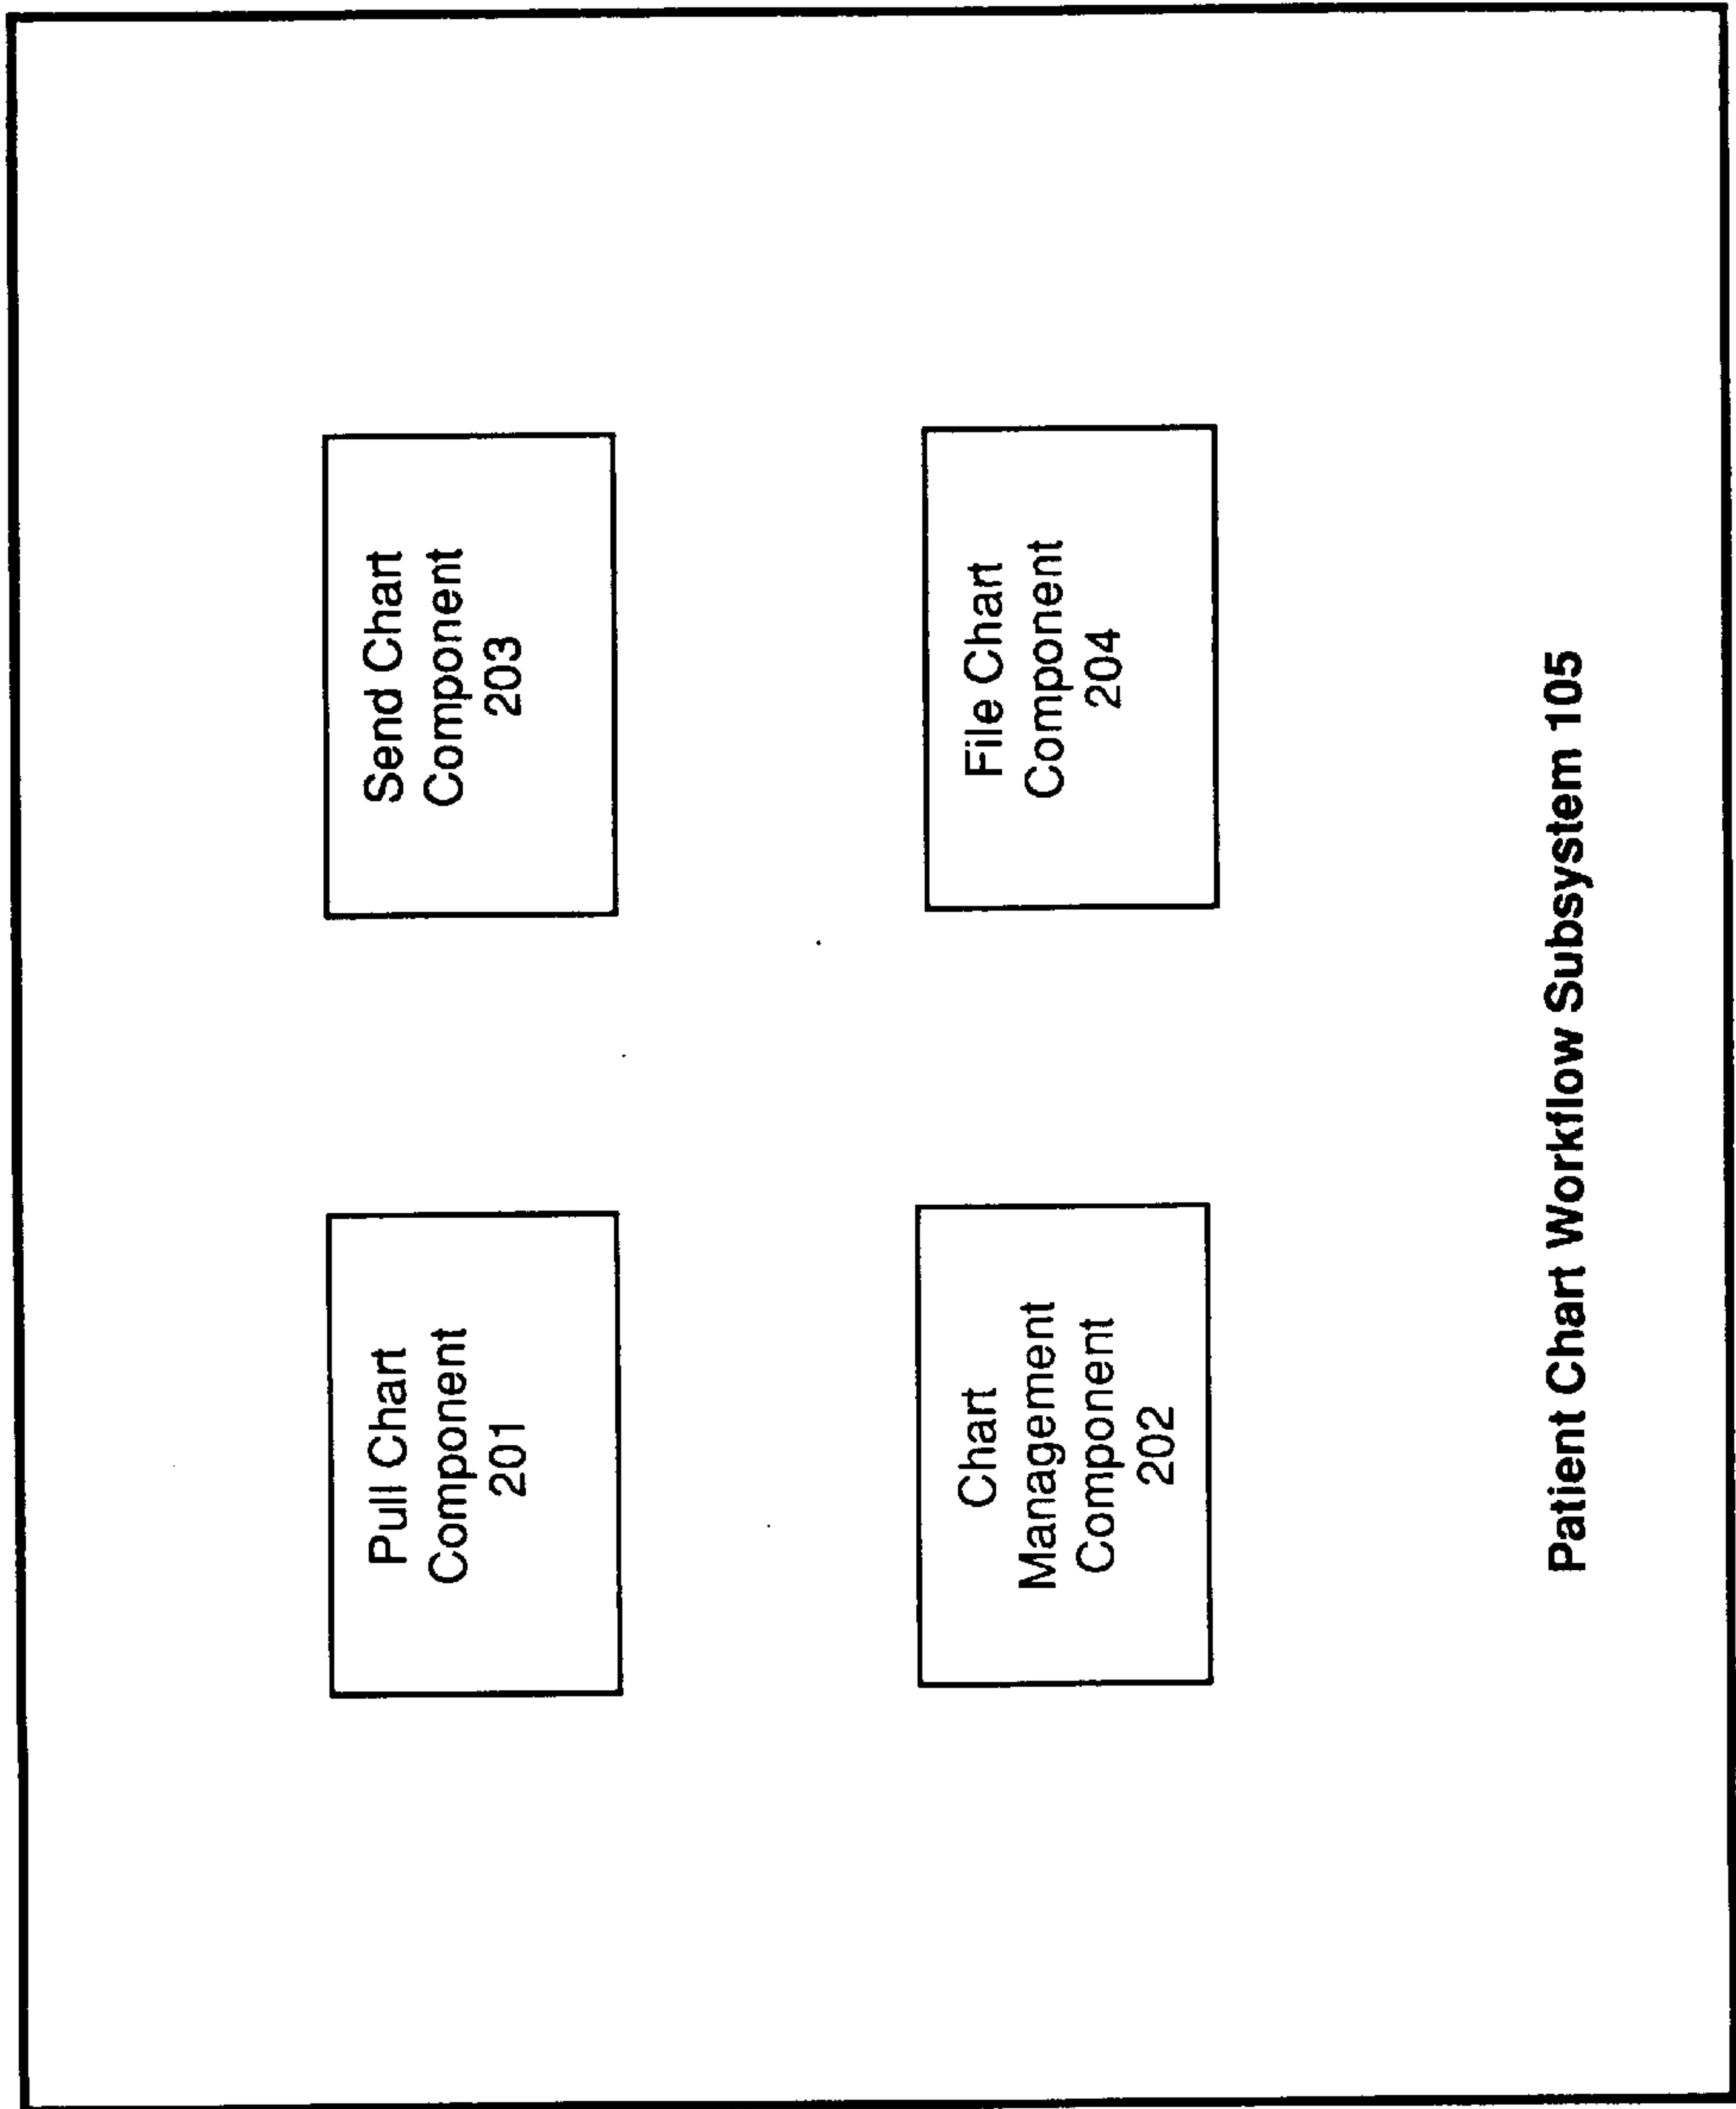 Pull Chart
Component
201
Send Chart
Component
203
Chart
Management
Component
202
File Chart
Component
204
Patient Chart Workflow Subsystem 105